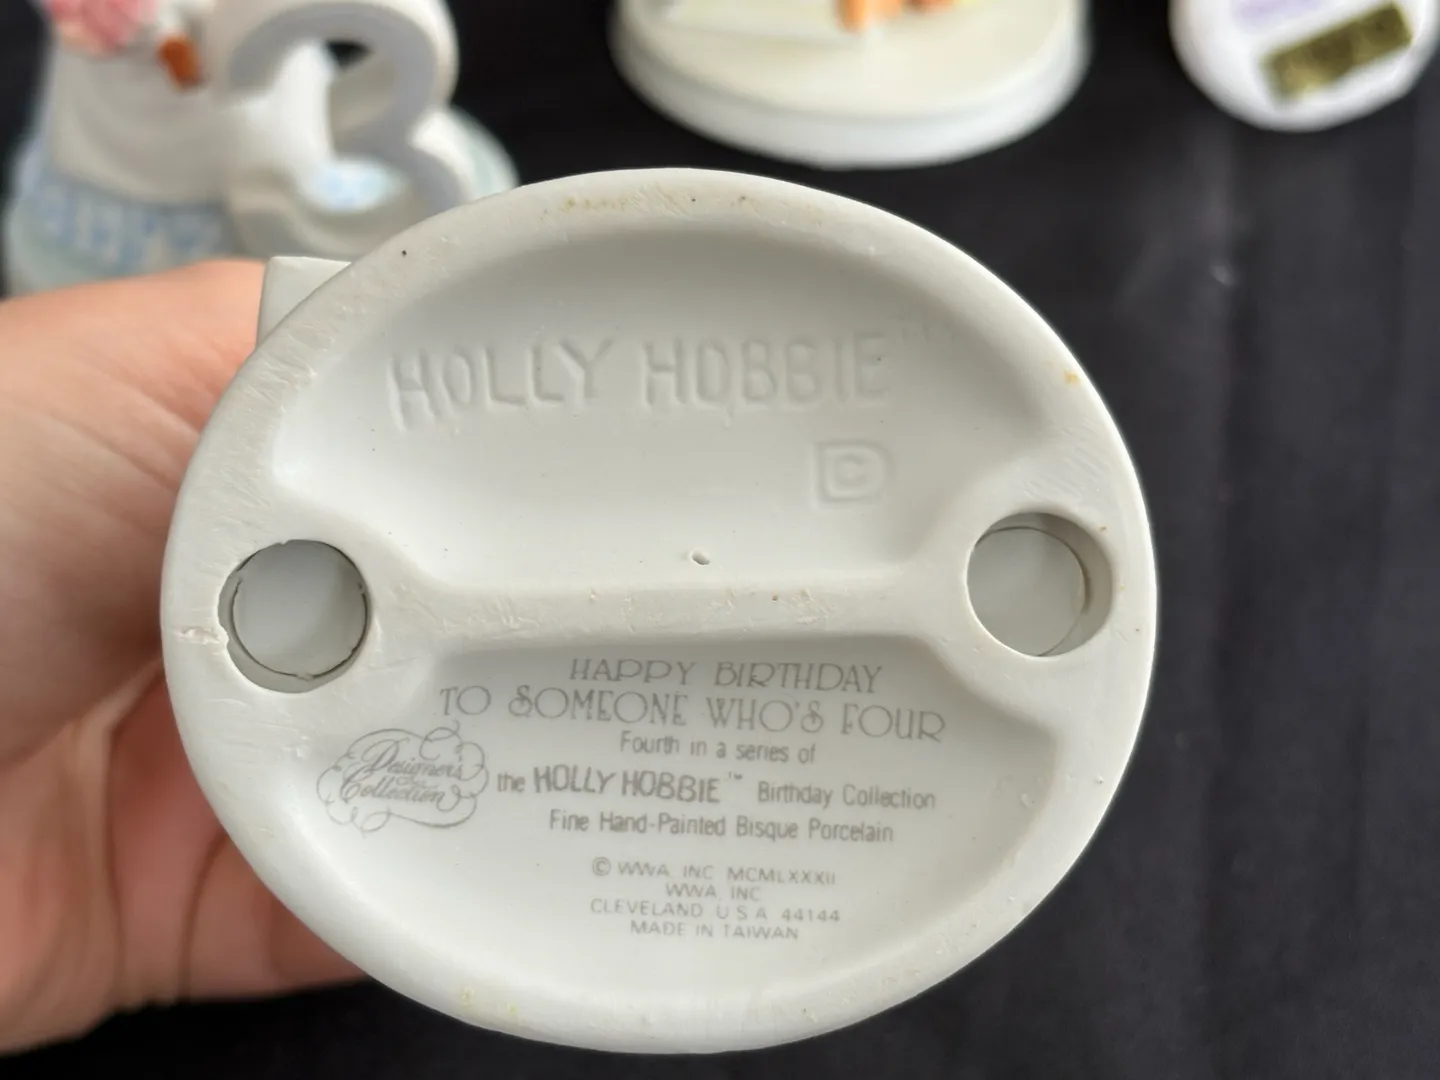 HOLLY HOBBIE™
©
HAPPY BIRTHDAY
TO SOMEONE WHO'S FOUR
Fourth in a series of
Designer's
Collection
the HOLLY HOBBIE™ Birthday Collection
Fine Hand-Painted Bisque Porcelain
© WWA, INC MCMLXXXII
WWA, INC
CLEVELAND U S A 44144
MADE IN TAIWAN